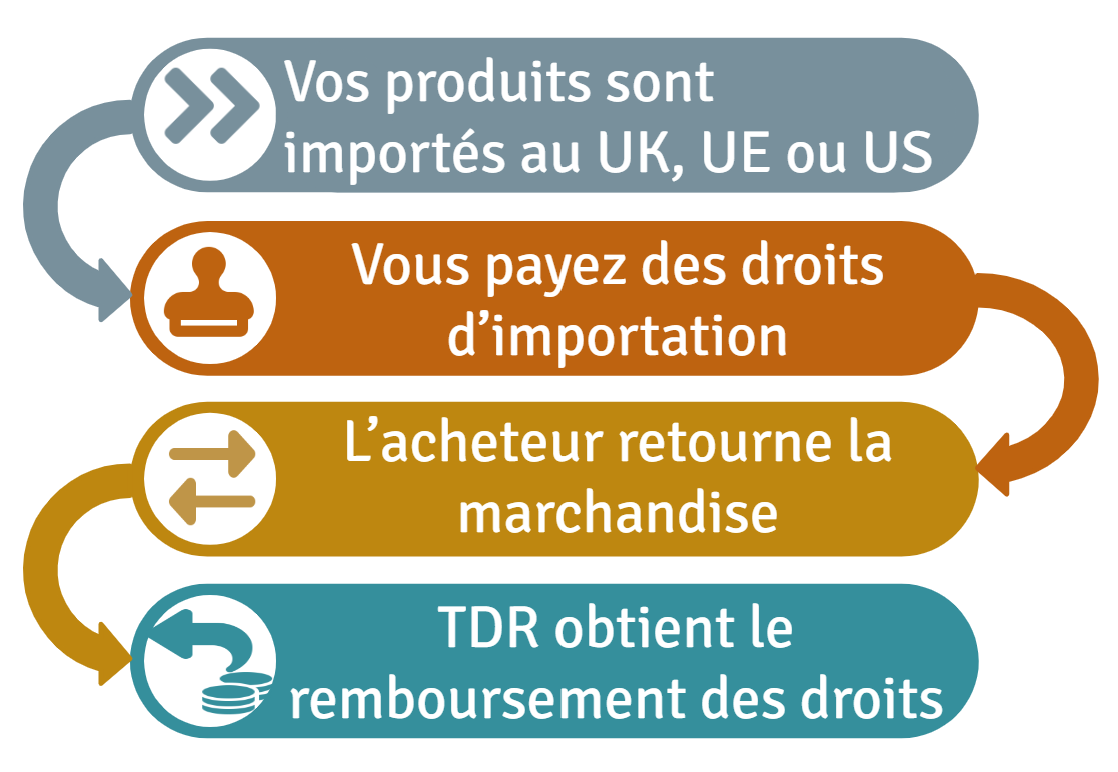 Vos produits sont
importés au UK, UE ou US
Vous payez des droits
d’importation
L’acheteur retourne la
marchandise
TDR obtient le
remboursement des droits